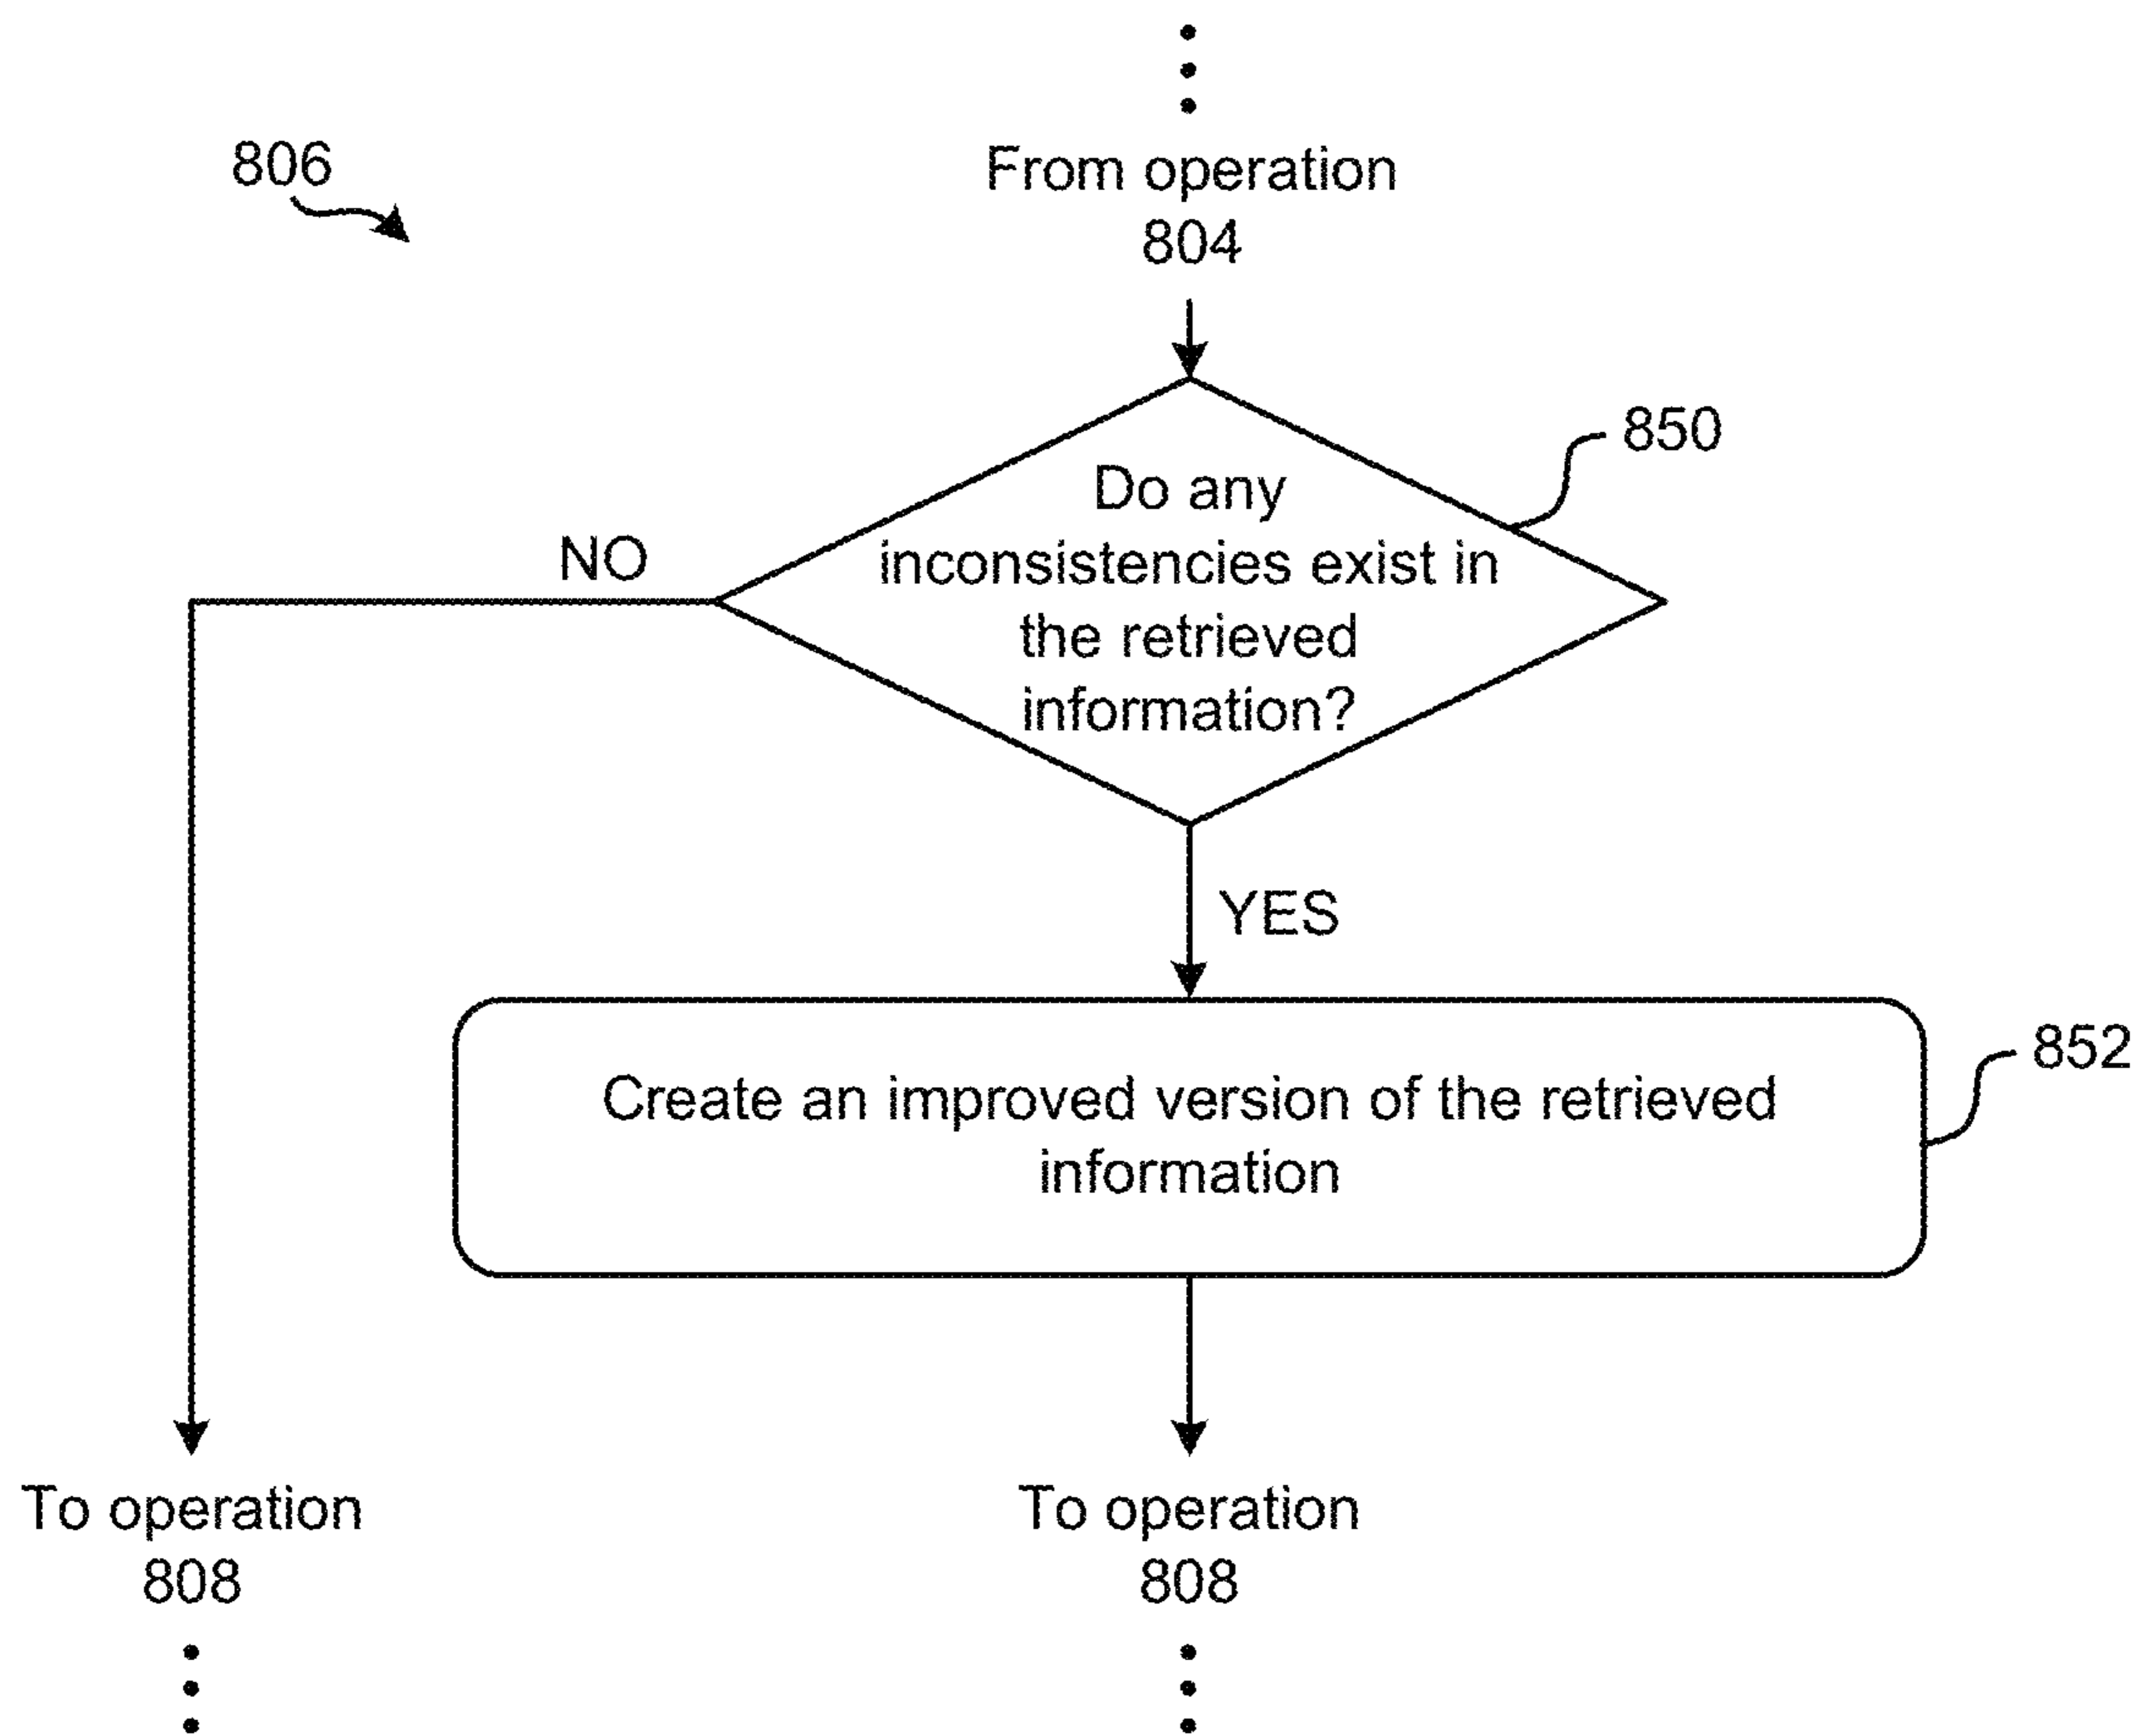 806
From operation
804
850
Do any
inconsistencies exist in
the retrieved
information?
NO
YES
852
Create an improved version of the retrieved
information
To operation
808
To operation
808